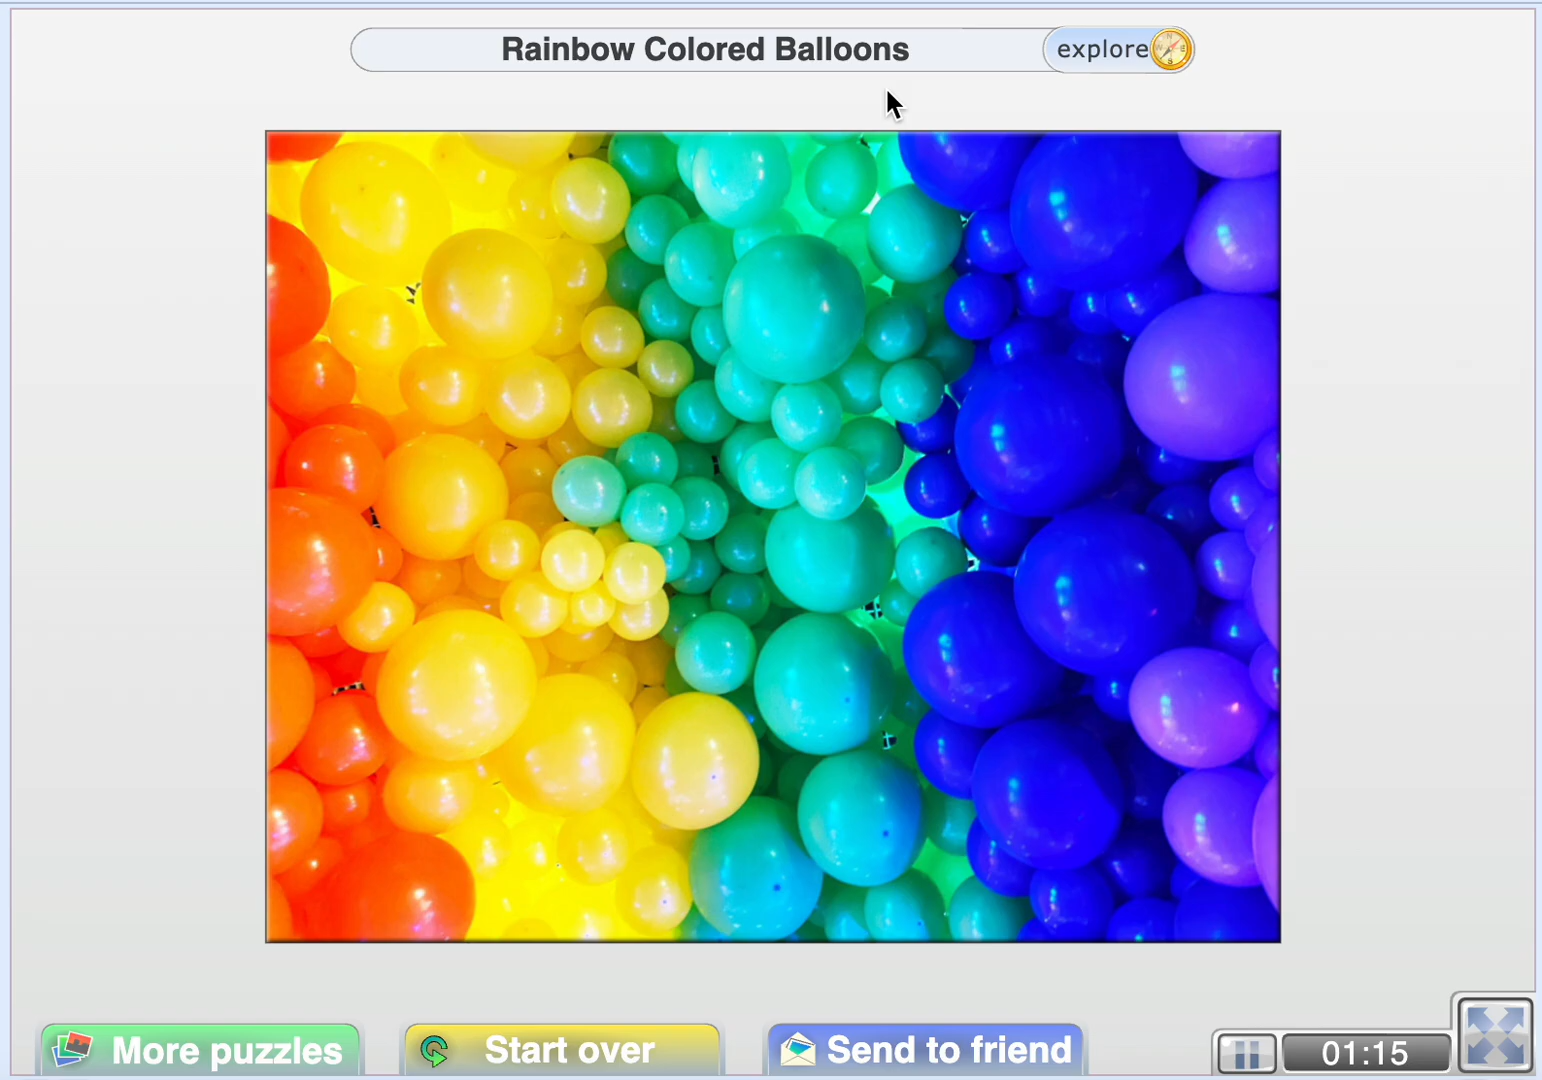 Rainbow Colored Balloons
explore
More puzzles
Start over
Send to friend
01:15